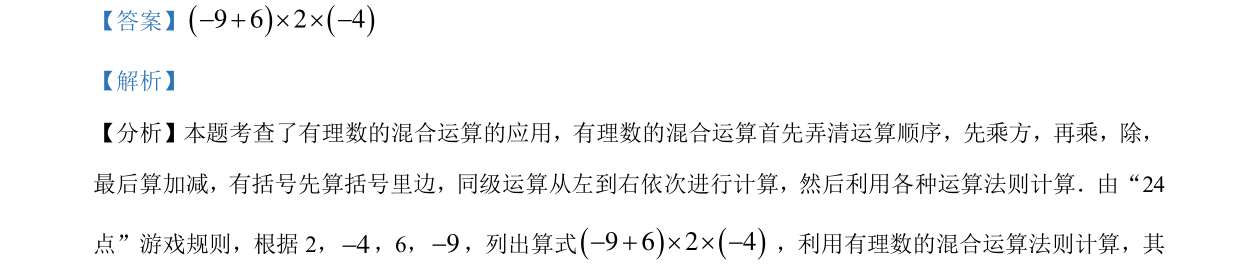 【答案】(−9+6)×2×(−4)
【解析】
【分析】本题考查了有理数的混合运算的应用，有理数的混合运算首先弄清运算顺序，先乘方，再乘，除，
最后算加减，有括号先算括号里边，同级运算从左到右依次进行计算，然后利用各种运算法则计算．由“24
点”游戏规则，根据 2，−4，6，−9，列出算式(−9+6)×2×(−4)，利用有理数的混合运算法则计算，其